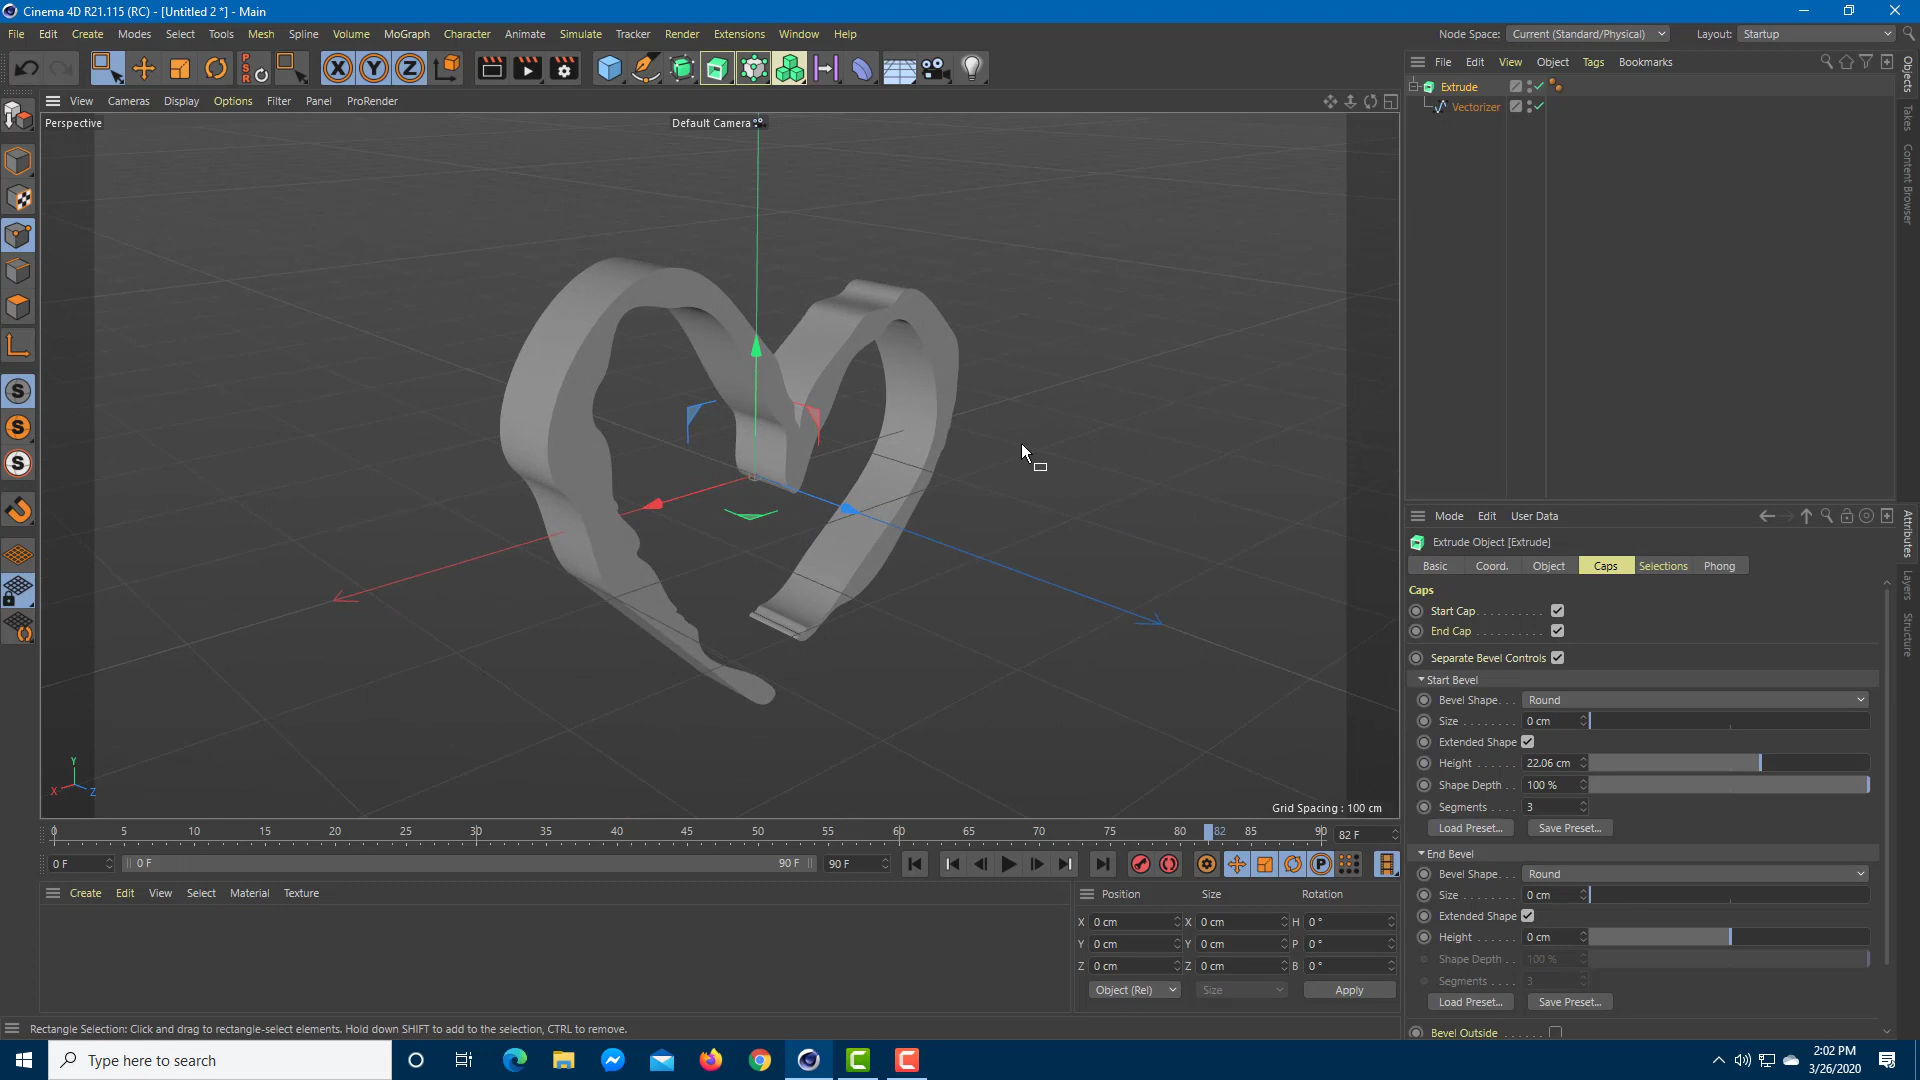 Cinema 4D R21.115 (RC) - [Untitled 2 *] - Main
File Edit Create Modes Select Tools Mesh Spline Volume MoGraph Character Animate Simulate Tracker Render Extensions Window Help
Node Space: Current (Standard/Physical) Layout: Startup
X Y Z
P S R
File Edit View Object Tags Bookmarks
View Cameras Display Options Filter Panel ProRender
Perspective
Default Camera
Extrude
Vectorizer
Objects
Takes
Content Browser
S
S
S
Mode Edit User Data
Extrude Object [Extrude]
Basic Coord. Object Caps Selections Phong
Attributes
Layers
Structure
Caps
Start Cap
End Cap
Separate Bevel Controls
Start Bevel
Bevel Shape Round
Size 0 cm
Extended Shape
Height 22.06 cm
Shape Depth 100 %
Segments 3
Load Preset... Save Preset...
End Bevel
Bevel Shape Round
Size 0 cm
Extended Shape
Height 0 cm
Shape Depth 100 %
Segments 3
Load Preset... Save Preset...
Bevel Outside
Y
X Z
Grid Spacing : 100 cm
0 5 10 15 20 25 30 35 40 45 50 55 60 65 70 75 80 82 85 90 82 F
0 F 0 F 90 F 90 F
P
Create Edit View Select Material Texture
Position Size Rotation
X 0 cm X 0 cm H 0 °
Y 0 cm Y 0 cm P 0 °
Z 0 cm Z 0 cm B 0 °
Object (Rel) Size Apply
Rectangle Selection: Click and drag to rectangle-select elements. Hold down SHIFT to add to the selection, CTRL to remove.
Type here to search
2:02 PM
3/26/2020